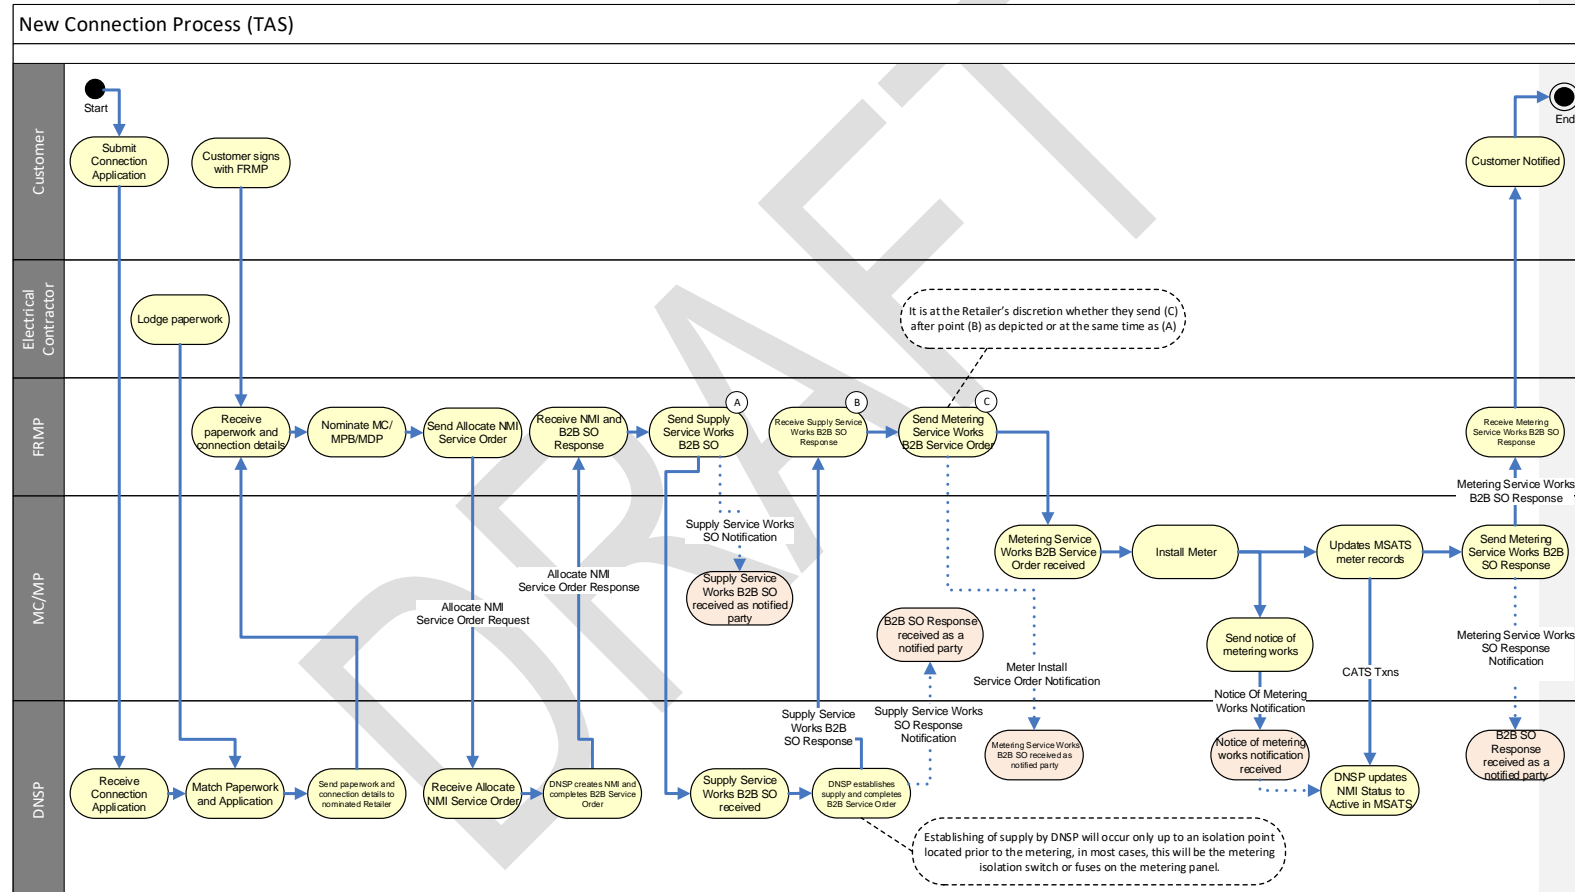 New Connection Process (TAS)
Customer
Start
Submit
Connection
Application
Customer signs
with FRMP
Customer Notified
End
Electrical
Contractor
Lodge paperwork
It is at the Retailer's discretion whether they send (C)
after point (B) as depicted or at the same time as (A)
FRMP
Receive
paperwork and
connection details
Nominate MC/
MPB/MDP
Send Allocate NMI
Service Order
Receive NMI and
B2B SO
Response
Send Supply
Service Works
B2B SO
A
Receive Supply Service
Works B2B SO
Response
B
Send Metering
Service Works
B2B Service Order
C
Receive Metering
Service Works B2B SO
Response
Metering Service Works
B2B SO Response
MC/MP
Supply Service Works
SO Notification
Supply Service
Works B2B SO
received as notified
party
Allocate NMI
Service Order Response
Allocate NMI
Service Order Request
B2B SO Response
received as a
notified party
Metering Service
Works B2B Service
Order received
Install Meter
Updates MSATS
meter records
Send Metering
Service Works B2B
SO Response
Send notice of
metering works
Meter Install
Service Order Notification
CATS Txns
Metering Service Works
SO Response
Notification
Notice Of Metering
Works Notification
DNSP
Supply Service
Works B2B
SO Response
Supply Service Works
SO Response
Notification
Receive
Connection
Application
Match Paperwork
and Application
Send paperwork and
connection details to
nominated Retailer
Receive Allocate
NMI Service Order
DNSP creates NMI and
completes B2B Service
Order
Supply Service
Works B2B SO
received
DNSP establishes
supply and completes
B2B Service Order
Metering Service Works
B2B SO received as
notified party
Notice of metering
works notification
received
DNSP updates
NMI Status to
Active in MSATS
B2B SO
Response
received as a
notified party
Establishing of supply by DNSP will occur only up to an isolation point
located prior to the metering, in most cases, this will be the metering
isolation switch or fuses on the metering panel.
DRAFT